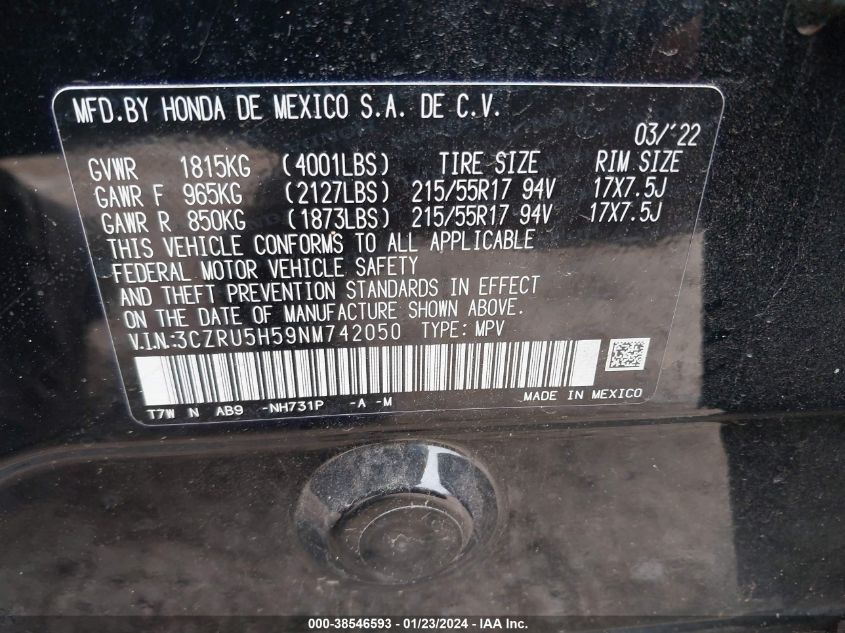 MFD.BY HONDA DE MEXICO S.A. DE C.V.
03/'22
GVWR 1815KG (4001LBS) TIRE SIZE RIM SIZE
GAWR F 965KG (2127LBS) 215/55R17 94V 17X7.5J
GAWR R 850KG (1873LBS) 215/55R17 94V 17X7.5J
THIS VEHICLE CONFORMS TO ALL APPLICABLE
FEDERAL MOTOR VEHICLE SAFETY
AND THEFT PREVENTION STANDARDS IN EFFECT
ON THE DATE OF MANUFACTURE SHOWN ABOVE.
V.I.N:3CZRU5H59NM742050 TYPE: MPV
T7W N AB9 -NH731P -A -M MADE IN MEXICO
000-38546593 - 01/23/2024 - IAA Inc.